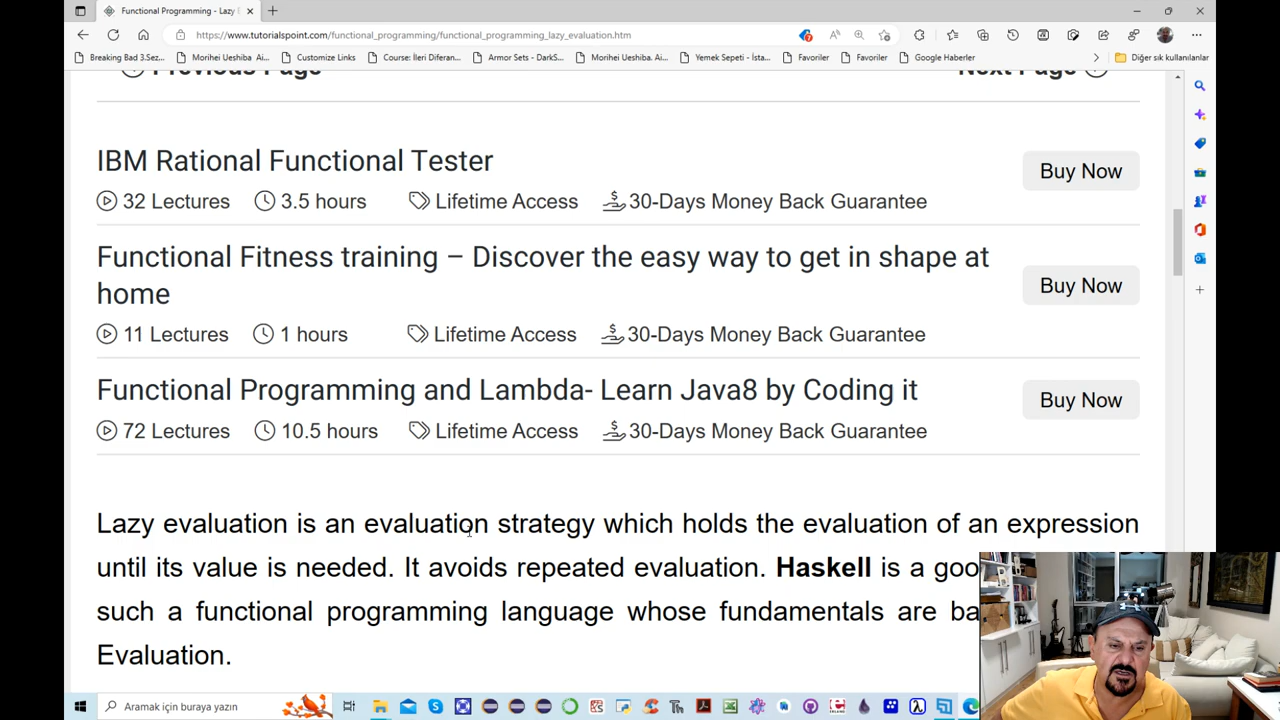 Functional Programming - Lazy E
https://www.tutorialspoint.com/functional_programming/functional_programming_lazy_evaluation.htm
Breaking Bad 3.Sez... Morihei Ueshiba Ai... Customize Links Course: İleri Diferan... Armor Sets - DarkS... Morihei Ueshiba. Ai... Yemek Sepeti - İsta... Favoriler Favoriler Google Haberler Diğer sık kullanılanlar
Previous Page Next Page
IBM Rational Functional Tester
Buy Now
32 Lectures 3.5 hours Lifetime Access 30-Days Money Back Guarantee
Functional Fitness training – Discover the easy way to get in shape at
home
Buy Now
11 Lectures 1 hours Lifetime Access 30-Days Money Back Guarantee
Functional Programming and Lambda- Learn Java8 by Coding it
Buy Now
72 Lectures 10.5 hours Lifetime Access 30-Days Money Back Guarantee
Lazy evaluation is an evaluation strategy which holds the evaluation of an expression
until its value is needed. It avoids repeated evaluation. Haskell is a goo
such a functional programming language whose fundamentals are ba
Evaluation.
Aramak için buraya yazın